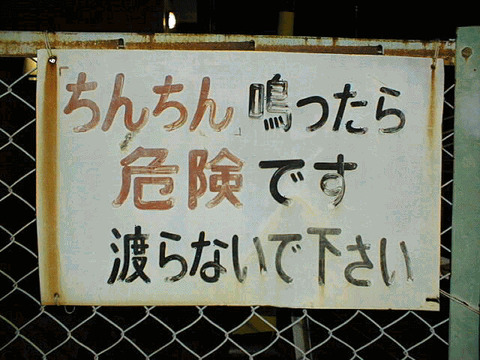 ちんちん鳴ったら
危険です
渡らないで下さい